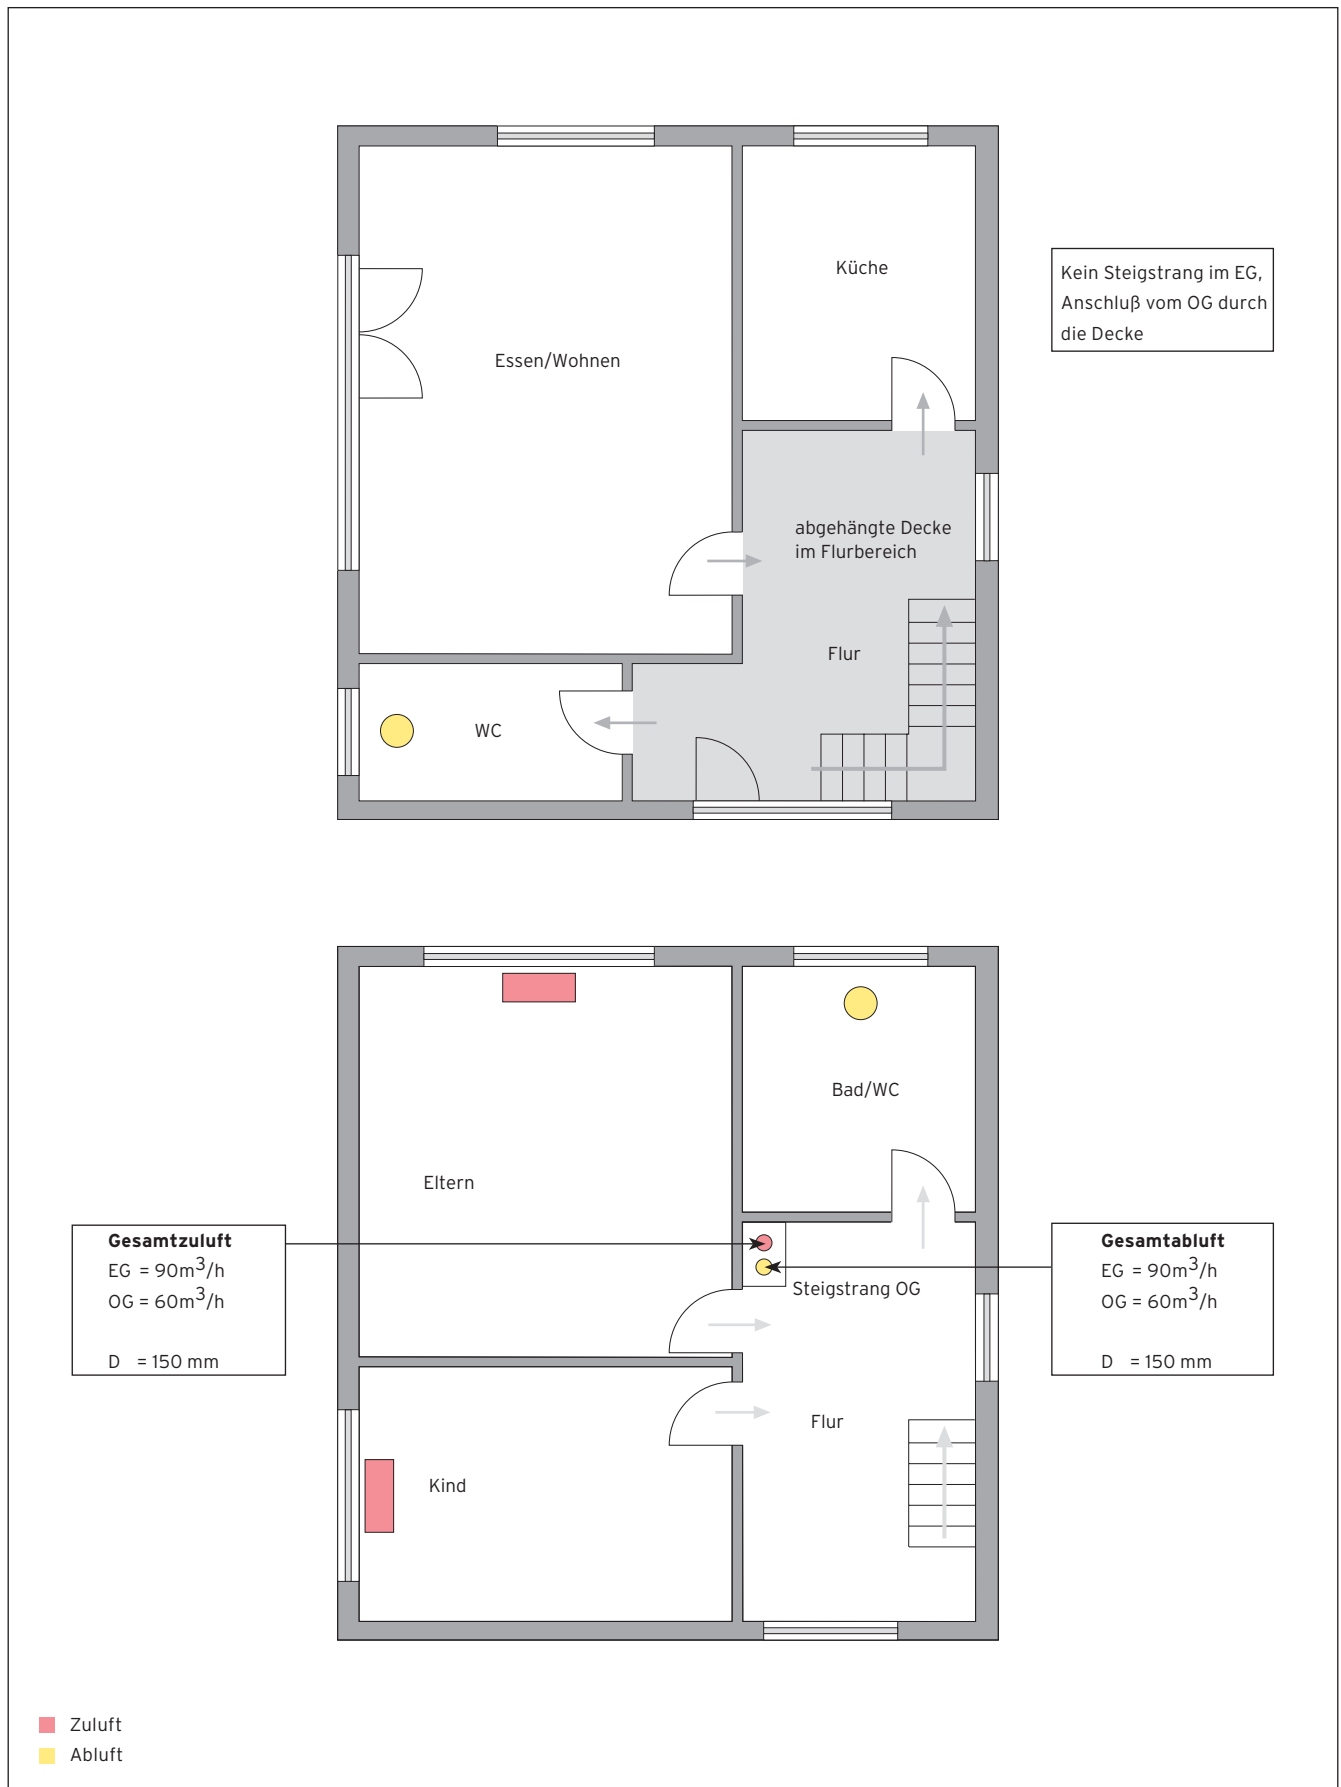 Küche
Kein Steigstrang im EG,
Anschluß vom OG durch
die Decke
Essen/Wohnen
abgehängte Decke
im Flurbereich
Flur
WC
Bad/WC
Eltern
Gesamtzuluft
EG = 90m³/h
OG = 60m³/h
D = 150 mm
Steigstrang OG
Gesamtabluft
EG = 90m³/h
OG = 60m³/h
D = 150 mm
Flur
Kind
Zuluft
Abluft